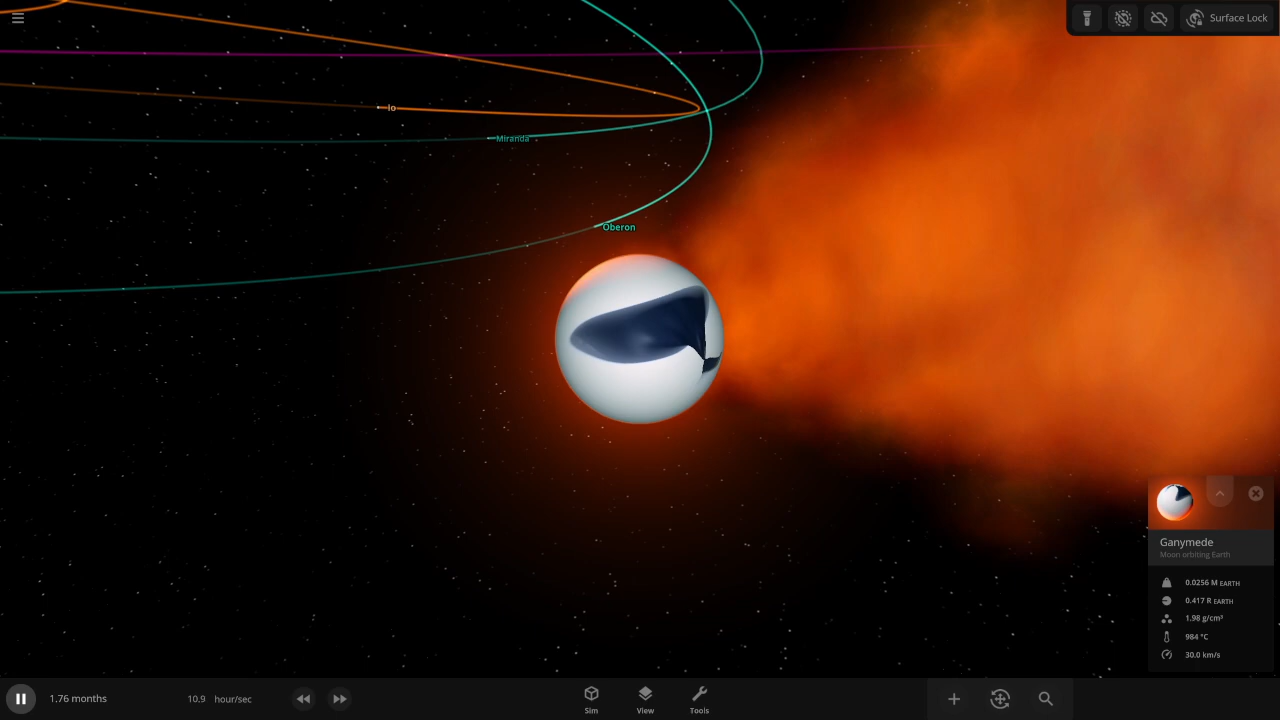 Surface Lock
Io
Miranda
Oberon
Ganymede
Moon orbiting Earth
0.0256 M EARTH
0.417 R EARTH
1.98 g/cm³
984 °C
30.0 km/s
1.76 months
10.9 hour/sec
Sim
View
Tools